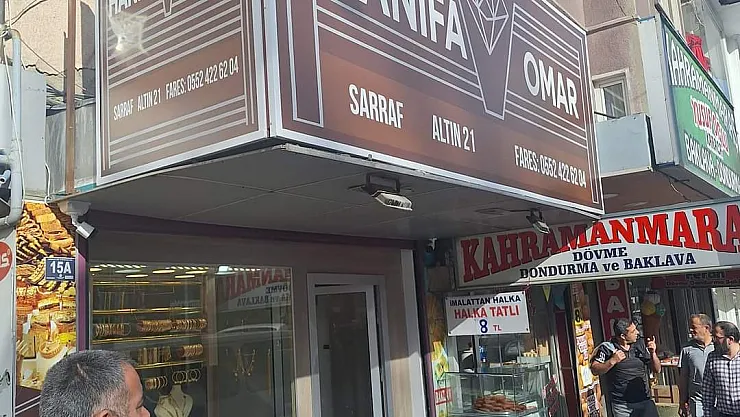 SARRAF ALTIN 21 FARES: 0552 422 62 04
HANIFA
OMAR
SARRAF ALTIN 21 FARES: 0552 422 62 04
15A
KAHRAMANMARA
DÖVME
DONDURMA ve BAKLAVA
İMALATTAN HALKA
HALKA TATLI
8 TL